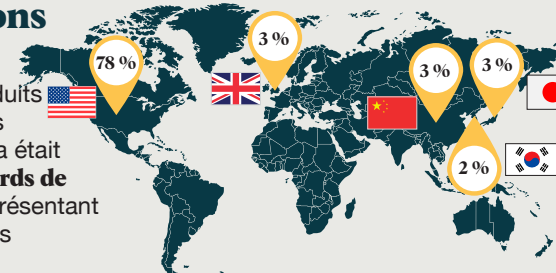 ons
duits
s
a était
rds de
résentant
s
78 %
3 %
3 %
3 %
2 %